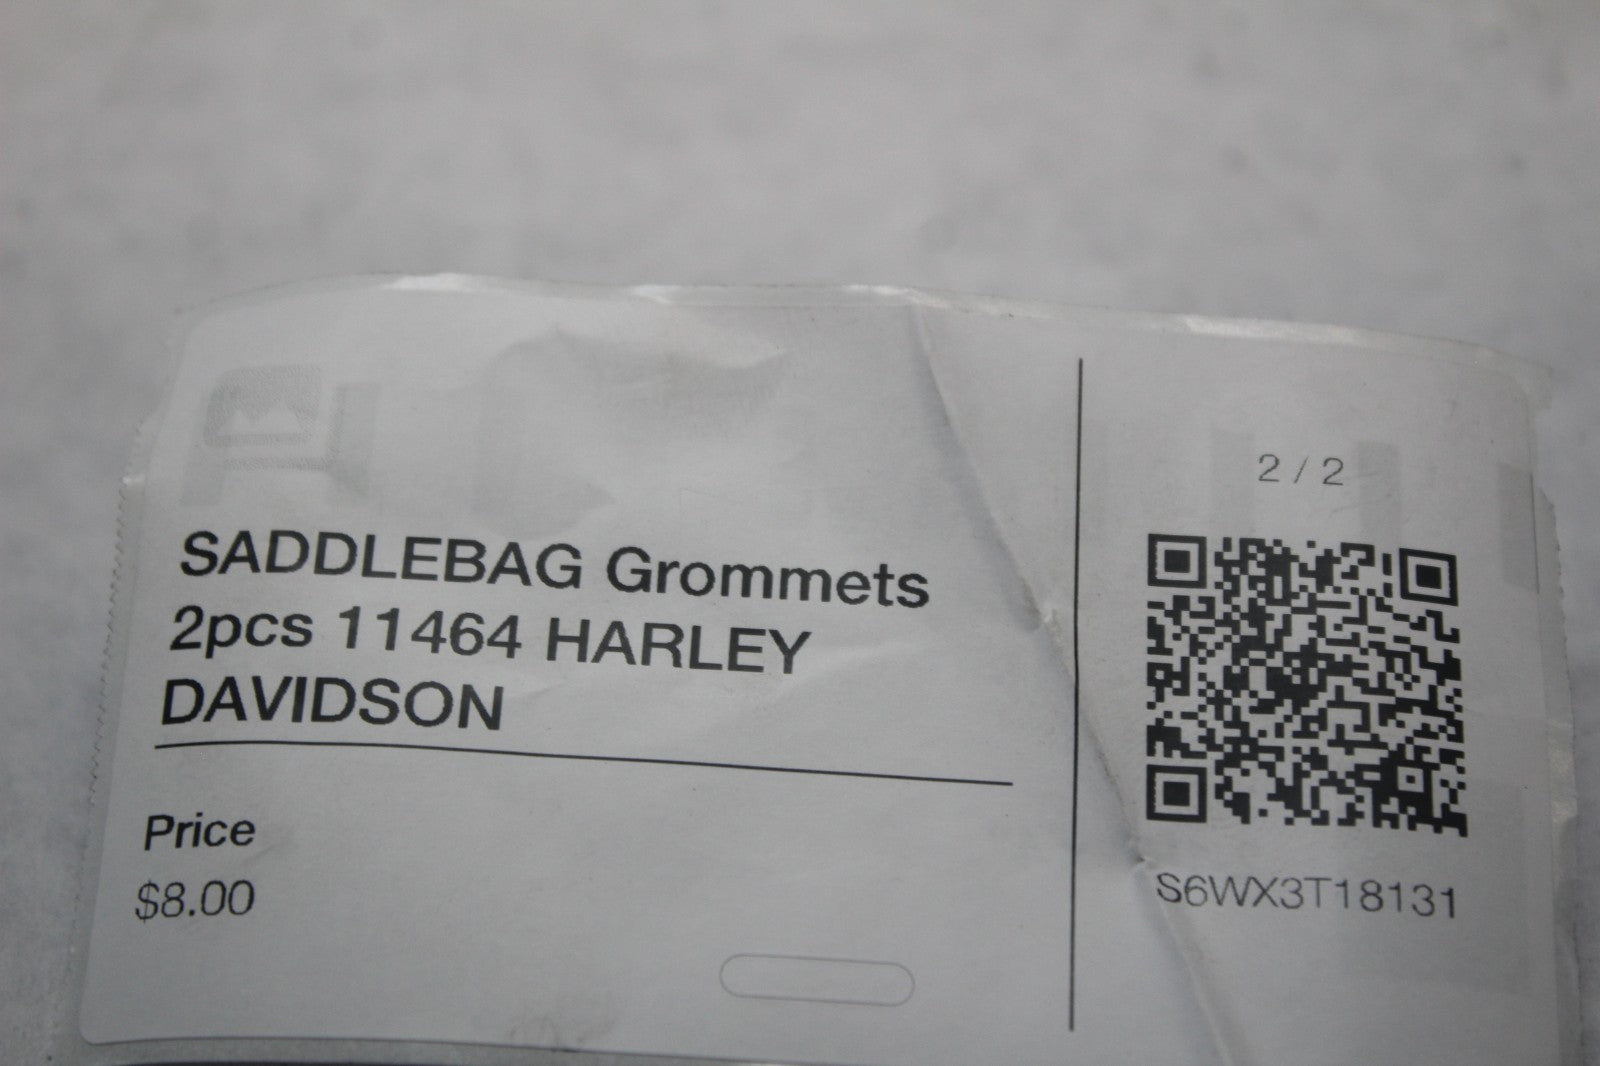 SADDLEBAG Grommets
2pcs 11464 HARLEY
DAVIDSON
Price
$8.00
2 / 2
S6WX3T18131